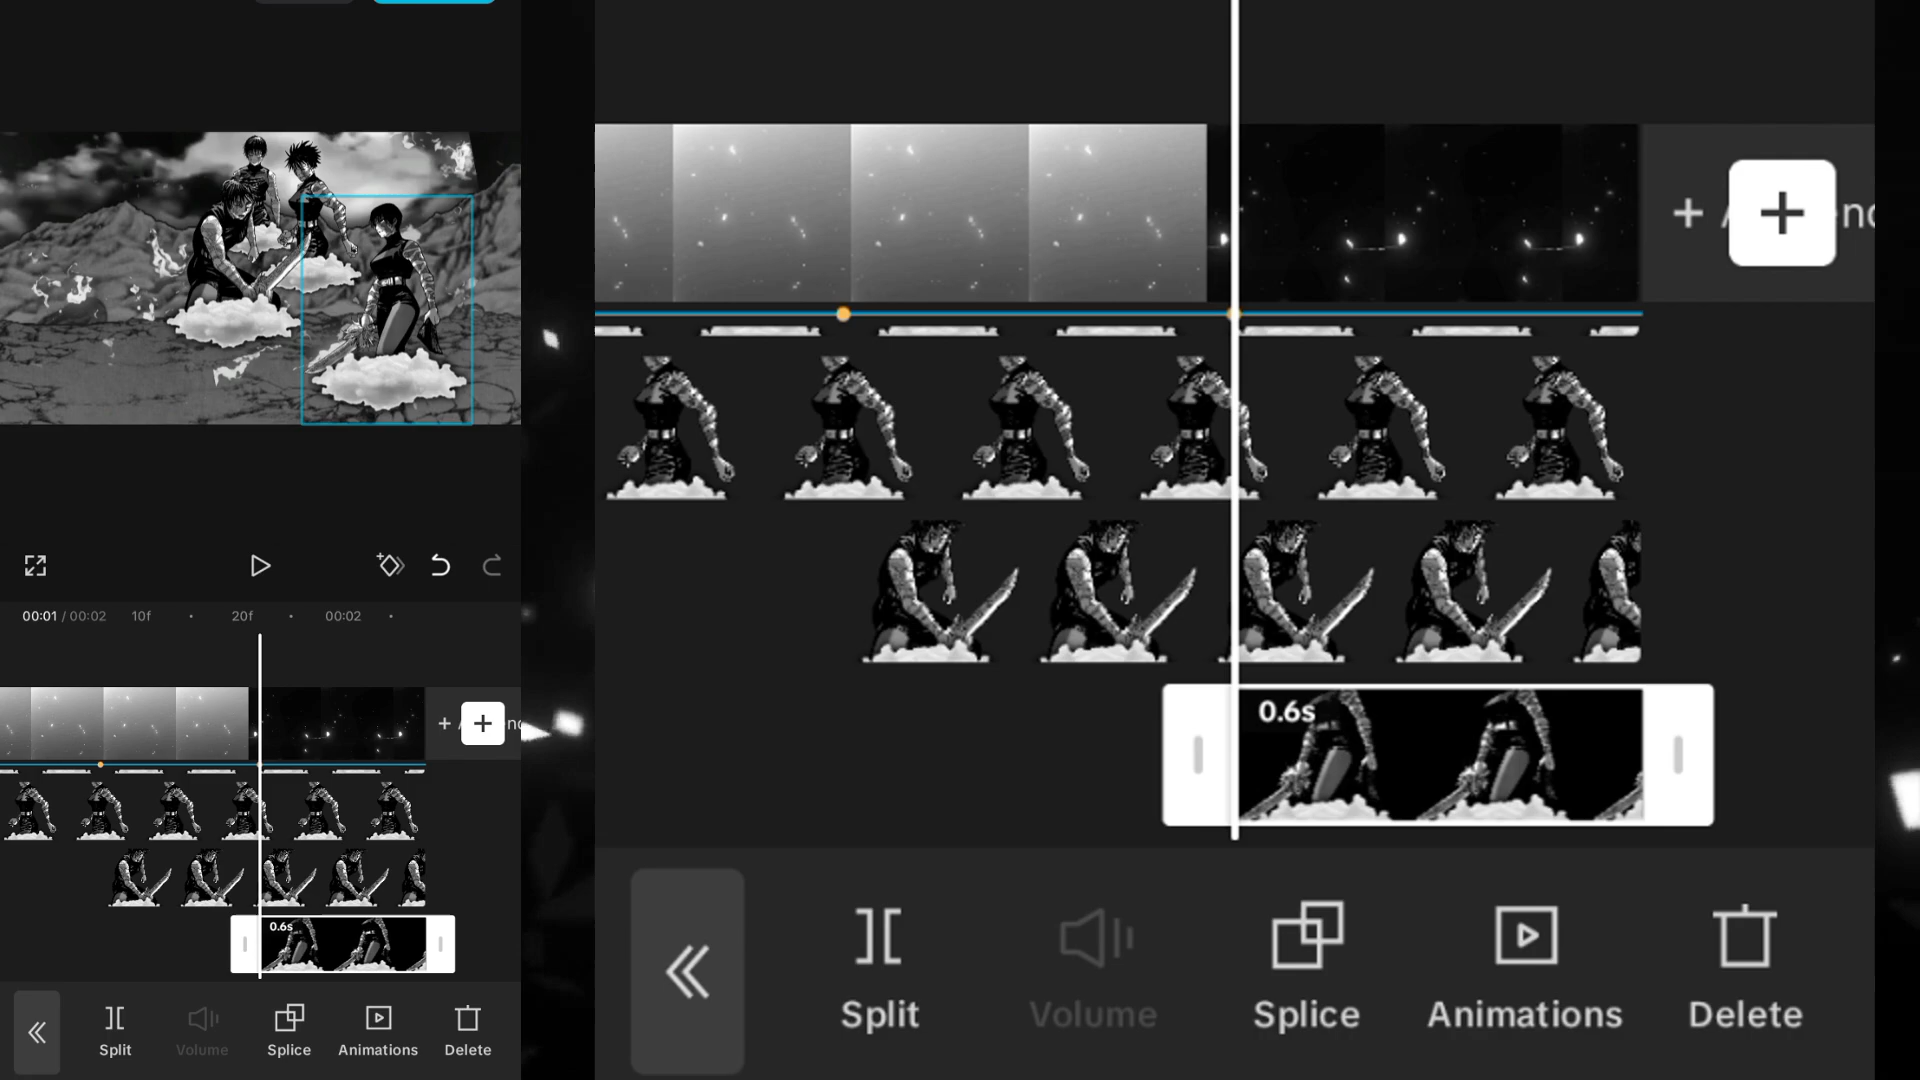 00:01 / 00:02 10f 20f 00:02
0.6s
Split Volume Splice Animations Delete
0.6s
Split Volume Splice Animations Delete